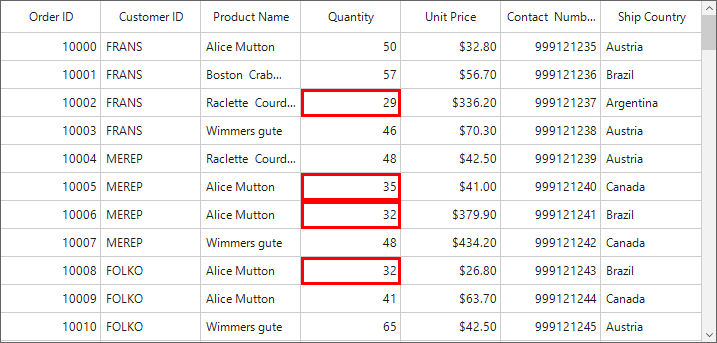 Order ID Customer ID Product Name Quantity Unit Price Contact Numb... Ship Country
10000 FRANS Alice Mutton 50 $32.80 999121235 Austria
10001 FRANS Boston Crab... 57 $56.70 999121236 Brazil
10002 FRANS Raclette Courd... 29 $336.20 999121237 Argentina
10003 FRANS Wimmers gute 46 $70.30 999121238 Austria
10004 MEREP Raclette Courd... 48 $42.50 999121239 Austria
10005 MEREP Alice Mutton 35 $41.00 999121240 Canada
10006 MEREP Alice Mutton 32 $379.90 999121241 Brazil
10007 MEREP Wimmers gute 48 $434.20 999121242 Canada
10008 FOLKO Alice Mutton 32 $26.80 999121243 Brazil
10009 FOLKO Alice Mutton 41 $63.70 999121244 Canada
10010 FOLKO Wimmers gute 65 $42.50 999121245 Austria